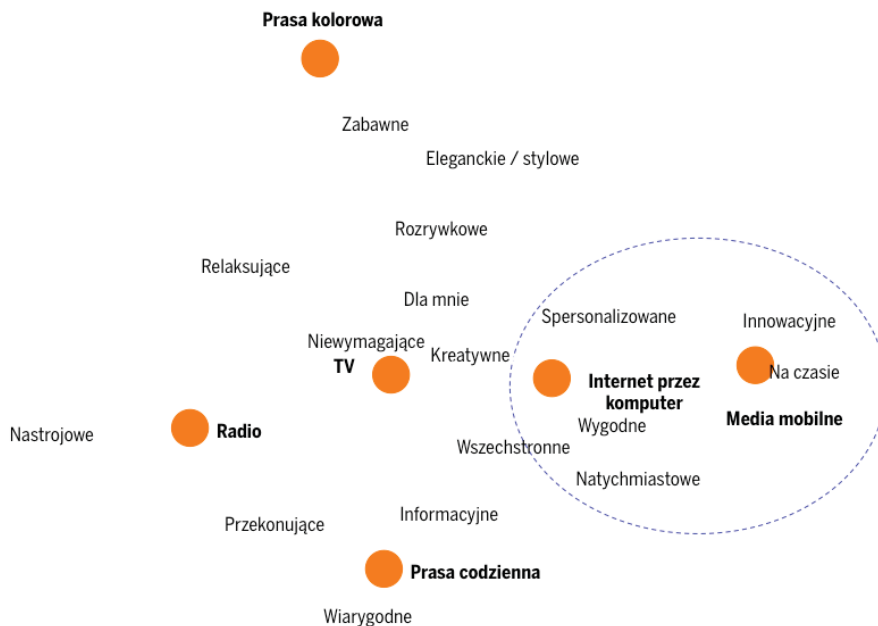 Prasa kolorowa
Zabawne
Eleganckie / stylowe
Rozrywkowe
Relaksujące
Dla mnie
Spersonalizowane
Innowacyjne
Niewymagające
Kreatywne
TV
Internet przez
komputer
Na czasie
Media mobilne
Wygodne
Nastrojowe
Radio
Wszechstronne
Natychmiastowe
Informacyjne
Przekonujące
Prasa codzienna
Wiarygodne